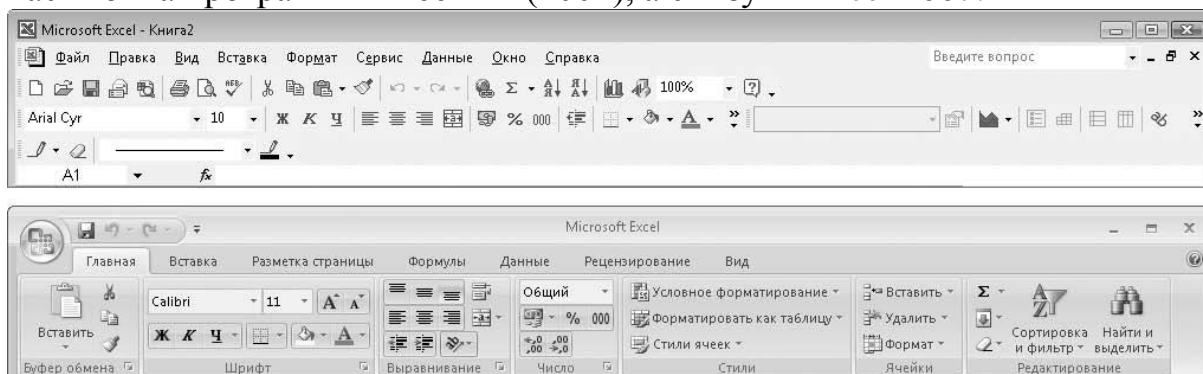 Microsoft Excel - Книга2
Файл Правка Вид Вставка Формат Сервис Данные Окно Справка Введите вопрос
100%
Arial Cyr 10 Ж К Ч % 000
A1 fx
Microsoft Excel
Главная Вставка Разметка страницы Формулы Данные Рецензирование Вид
Calibri 11 A A Общий Условное форматирование Вставить Σ
Вставить Ж К Ч A % 000 Форматировать как таблицу Удалить Сортировка и фильтр Найти и выделить
Стили ячеек Формат
Буфер обмена Шрифт Выравнивание Число Стили Ячейки Редактирование